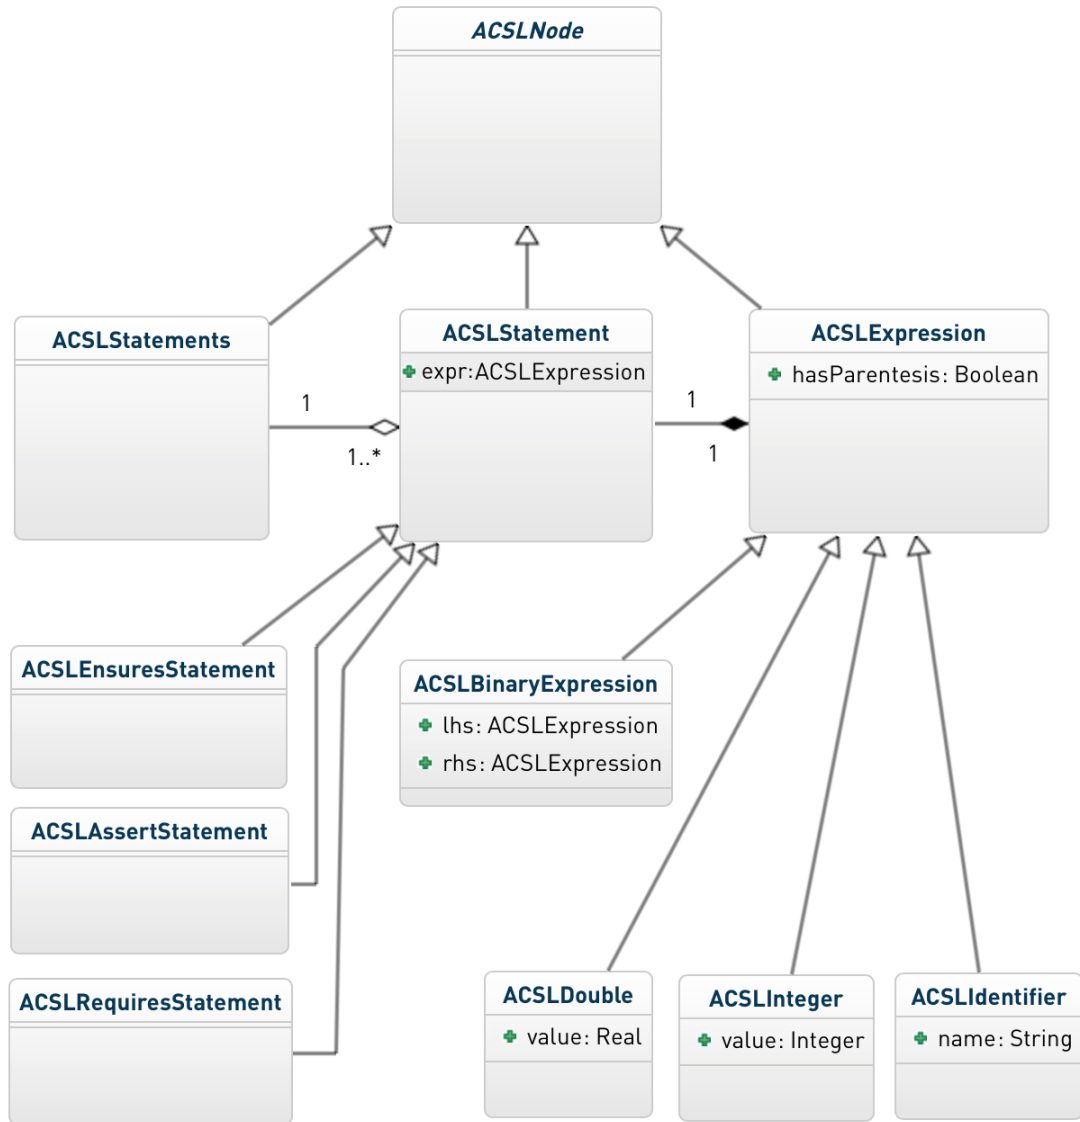 ACSLNode
ACSLStatements
ACSLStatement
expr:ACSLExpression
ACSLExpression
hasParentesis: Boolean
1
1..*
1
1
ACSLEnsuresStatement
ACSLBinaryExpression
lhs: ACSLExpression
rhs: ACSLExpression
ACSLAssertStatement
ACSLRequiresStatement
ACSLDouble
value: Real
ACSLInteger
value: Integer
ACSLIdentifier
name: String